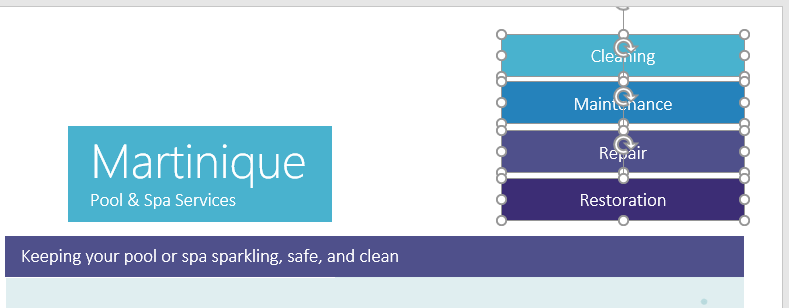 Cleaning
Maintenance
Repair
Restoration
Martinique
Pool & Spa Services
Keeping your pool or spa sparkling, safe, and clean